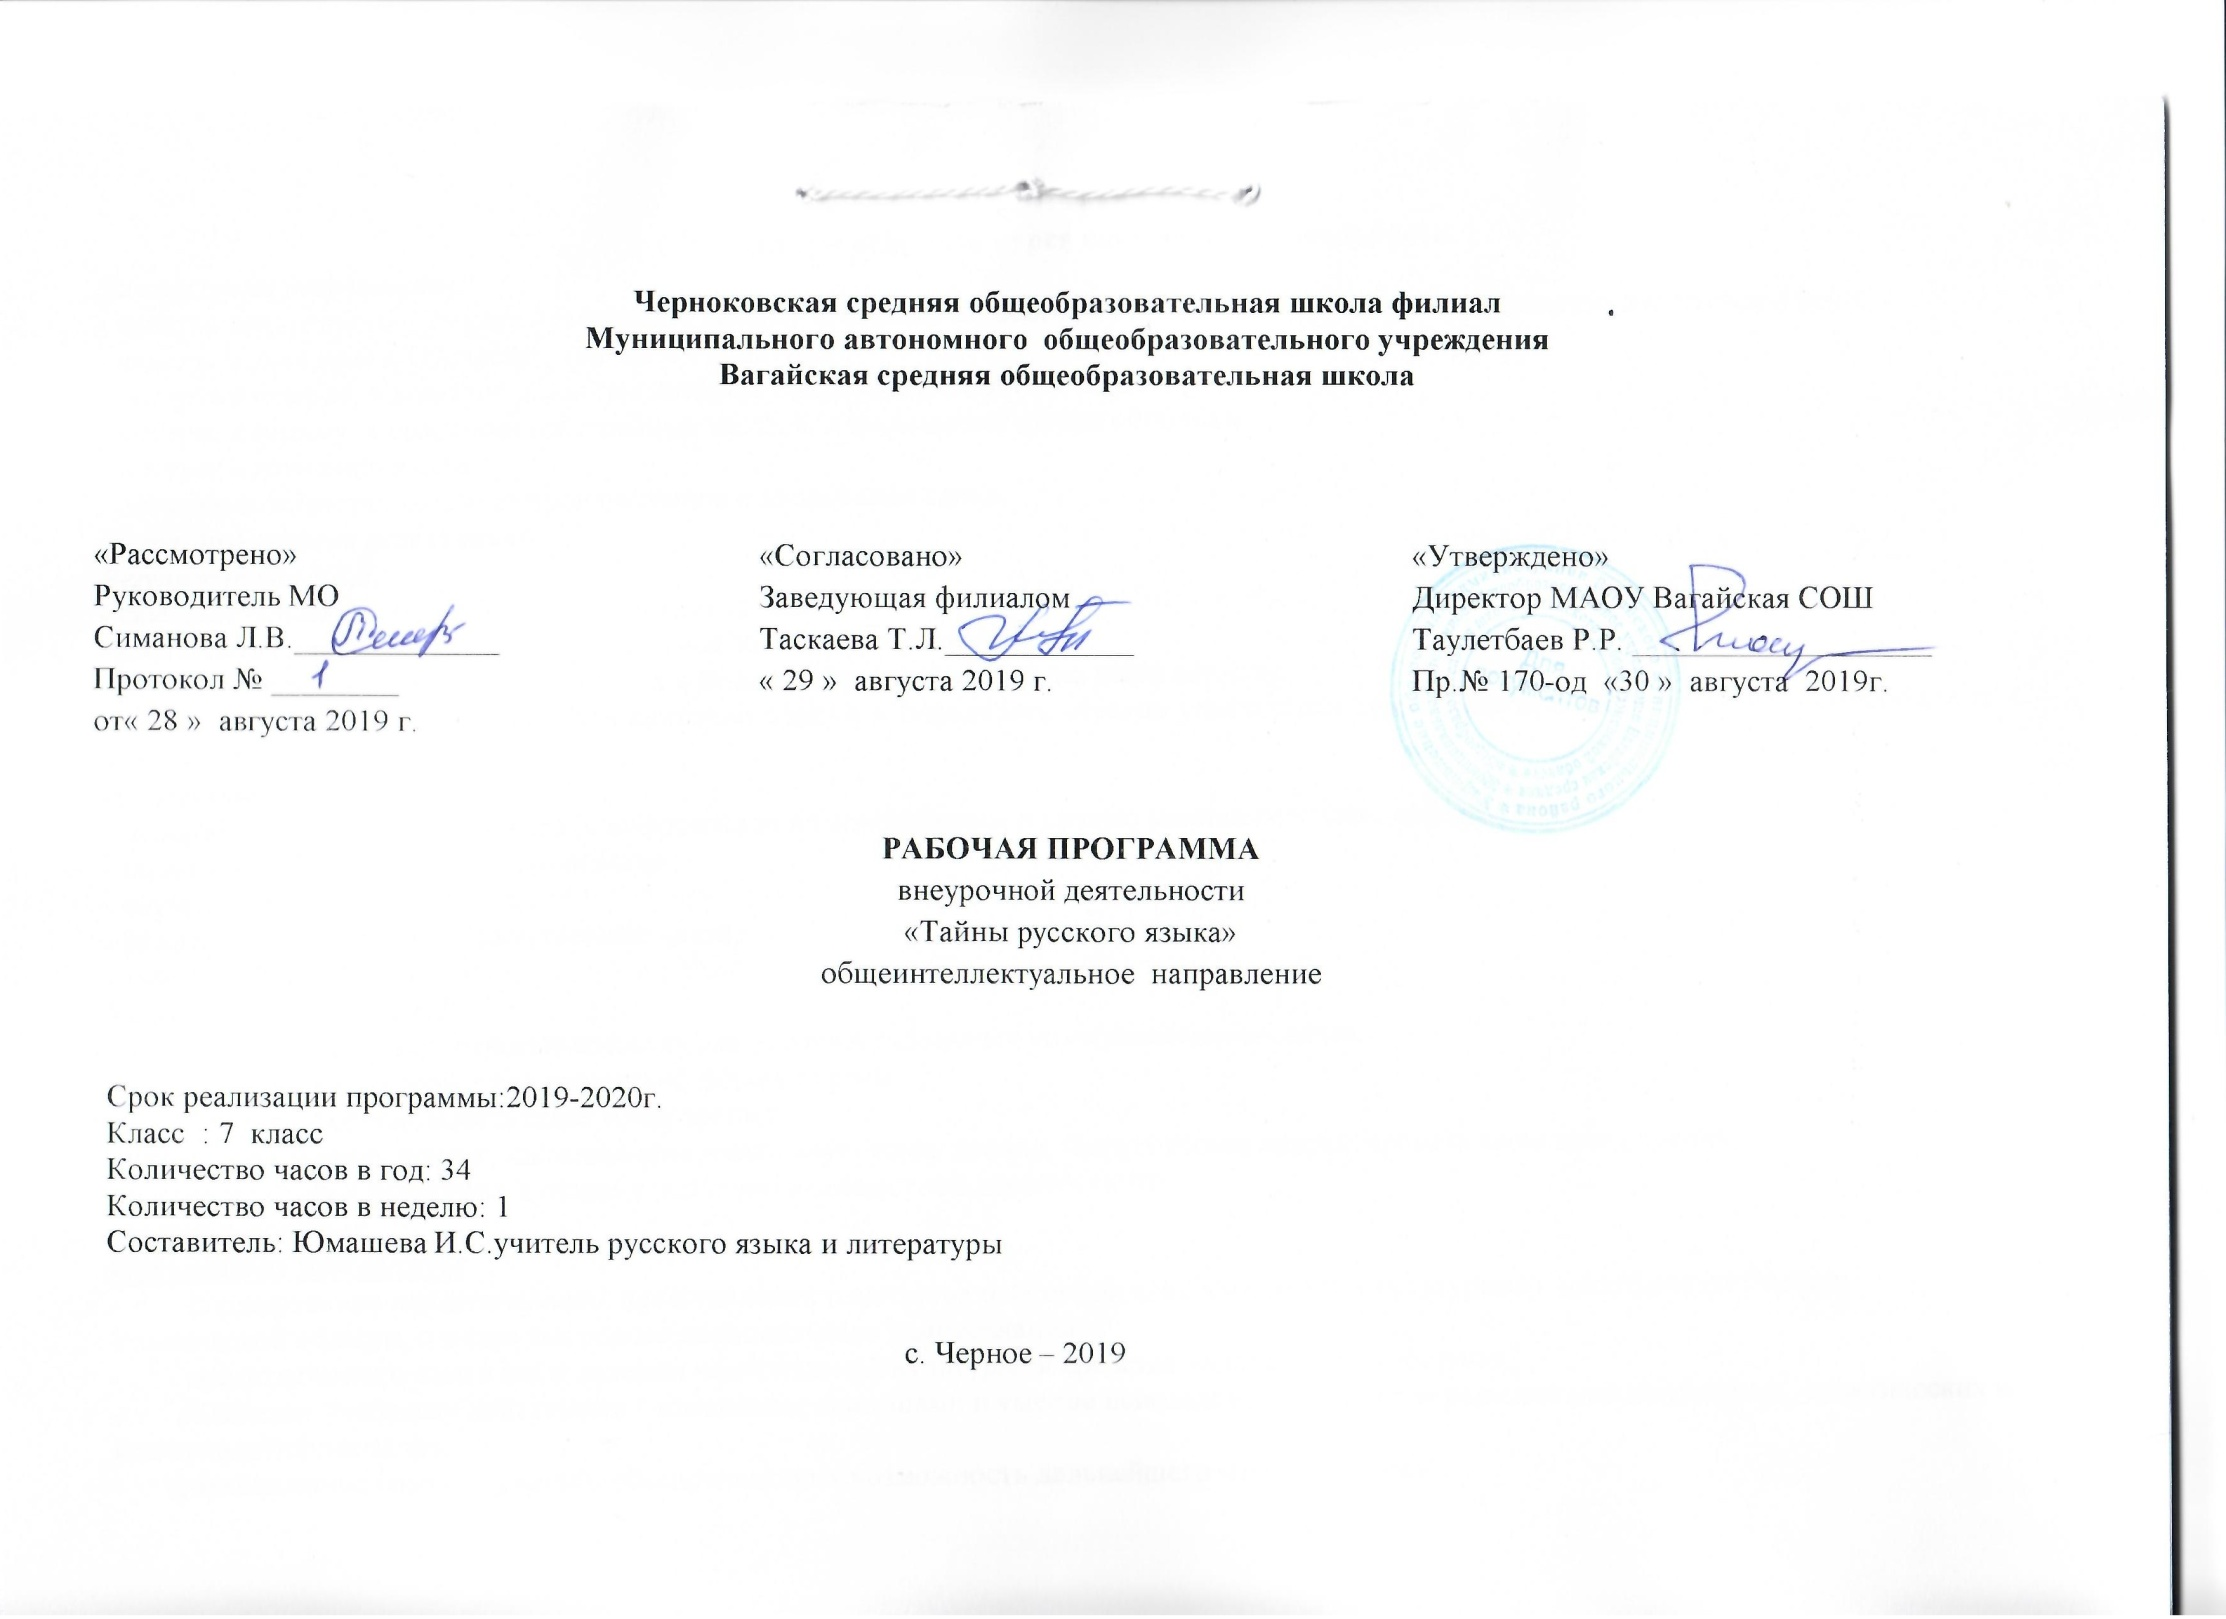 Черноковская средняя общеобразовательная школа филиал
Муниципального автономного общеобразовательного учреждения
Вагайская средняя общеобразовательная школа
«Рассмотрено»
Руководитель МО
Симанова Л.В.
Протокол № 1
от« 28 » августа 2019 г.
«Согласовано»
Заведующая филиалом
Таскаева Т.Л.
« 29 » августа 2019 г.
«Утверждено»
Директор МАОУ Вагайская СОШ
Таулетбаев Р.Р.
Пр.№ 170-од «30 » августа 2019г.
РАБОЧАЯ ПРОГРАММА
внеурочной деятельности
«Тайны русского языка»
общеинтеллектуальное направление
Срок реализации программы:2019-2020г.
Класс : 7 класс
Количество часов в год: 34
Количество часов в неделю: 1
Составитель: Юмашева И.С.учитель русского языка и литературы
с. Черное – 2019